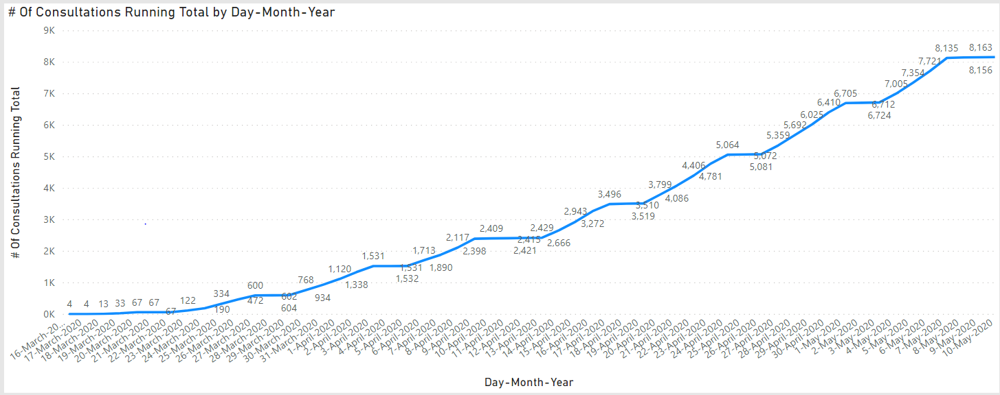 # Of Consultations Running Total by Day-Month-Year
# Of Consultations Running Total
9K
8K
7K
6K
5K
4K
3K
2K
1K
0K
4
4
13
33
67
67
67
122
190
334
472
600
602
604
768
934
1,120
1,338
1,531
1,531
1,532
1,713
1,890
2,117
2,398
2,409
2,415
2,421
2,429
2,666
2,943
3,272
3,496
3,510
3,519
3,799
4,086
4,406
4,781
5,064
5,072
5,081
5,359
5,692
6,025
6,410
6,705
6,712
6,724
7,005
7,354
7,721
8,135
8,156
8,163
16-March-20...
17-March-2020
18-March-2020
19-March-2020
20-March-2020
21-March-2020
22-March-2020
23-March-2020
24-March-2020
25-March-2020
26-March-2020
27-March-2020
28-March-2020
29-March-2020
30-March-2020
31-March-2020
1-April-2020
2-April-2020
3-April-2020
4-April-2020
5-April-2020
6-April-2020
7-April-2020
8-April-2020
9-April-2020
10-April-2020
11-April-2020
12-April-2020
13-April-2020
14-April-2020
15-April-2020
16-April-2020
17-April-2020
18-April-2020
19-April-2020
20-April-2020
21-April-2020
22-April-2020
23-April-2020
24-April-2020
25-April-2020
26-April-2020
27-April-2020
28-April-2020
29-April-2020
30-April-2020
1-May-2020
2-May-2020
3-May-2020
4-May-2020
5-May-2020
6-May-2020
7-May-2020
8-May-2020
9-May-2020
10-May-2020
Day-Month-Year